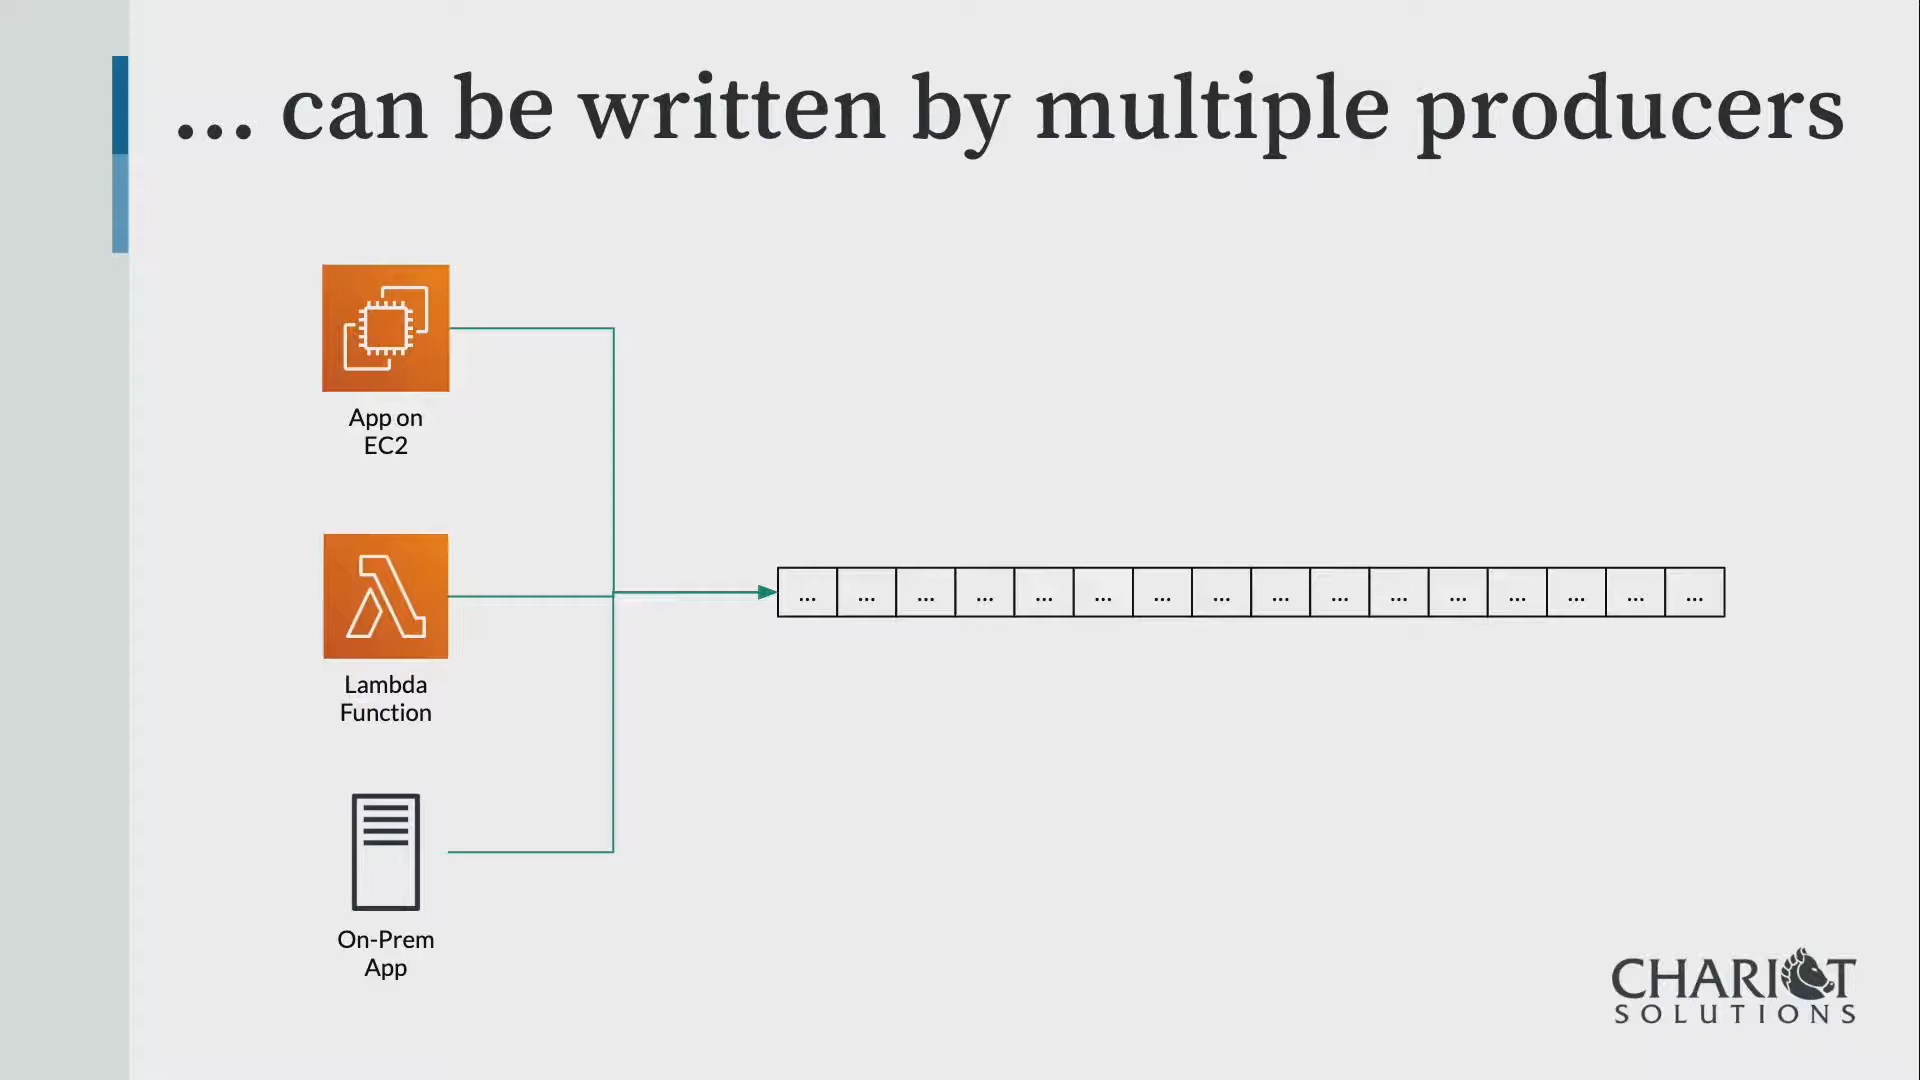 ... can be written by multiple producers
App on
EC2
Lambda
Function
... ... ... ... ... ... ... ... ... ... ... ... ... ... ... ...
On-Prem
App
CHARIOT
SOLUTIONS